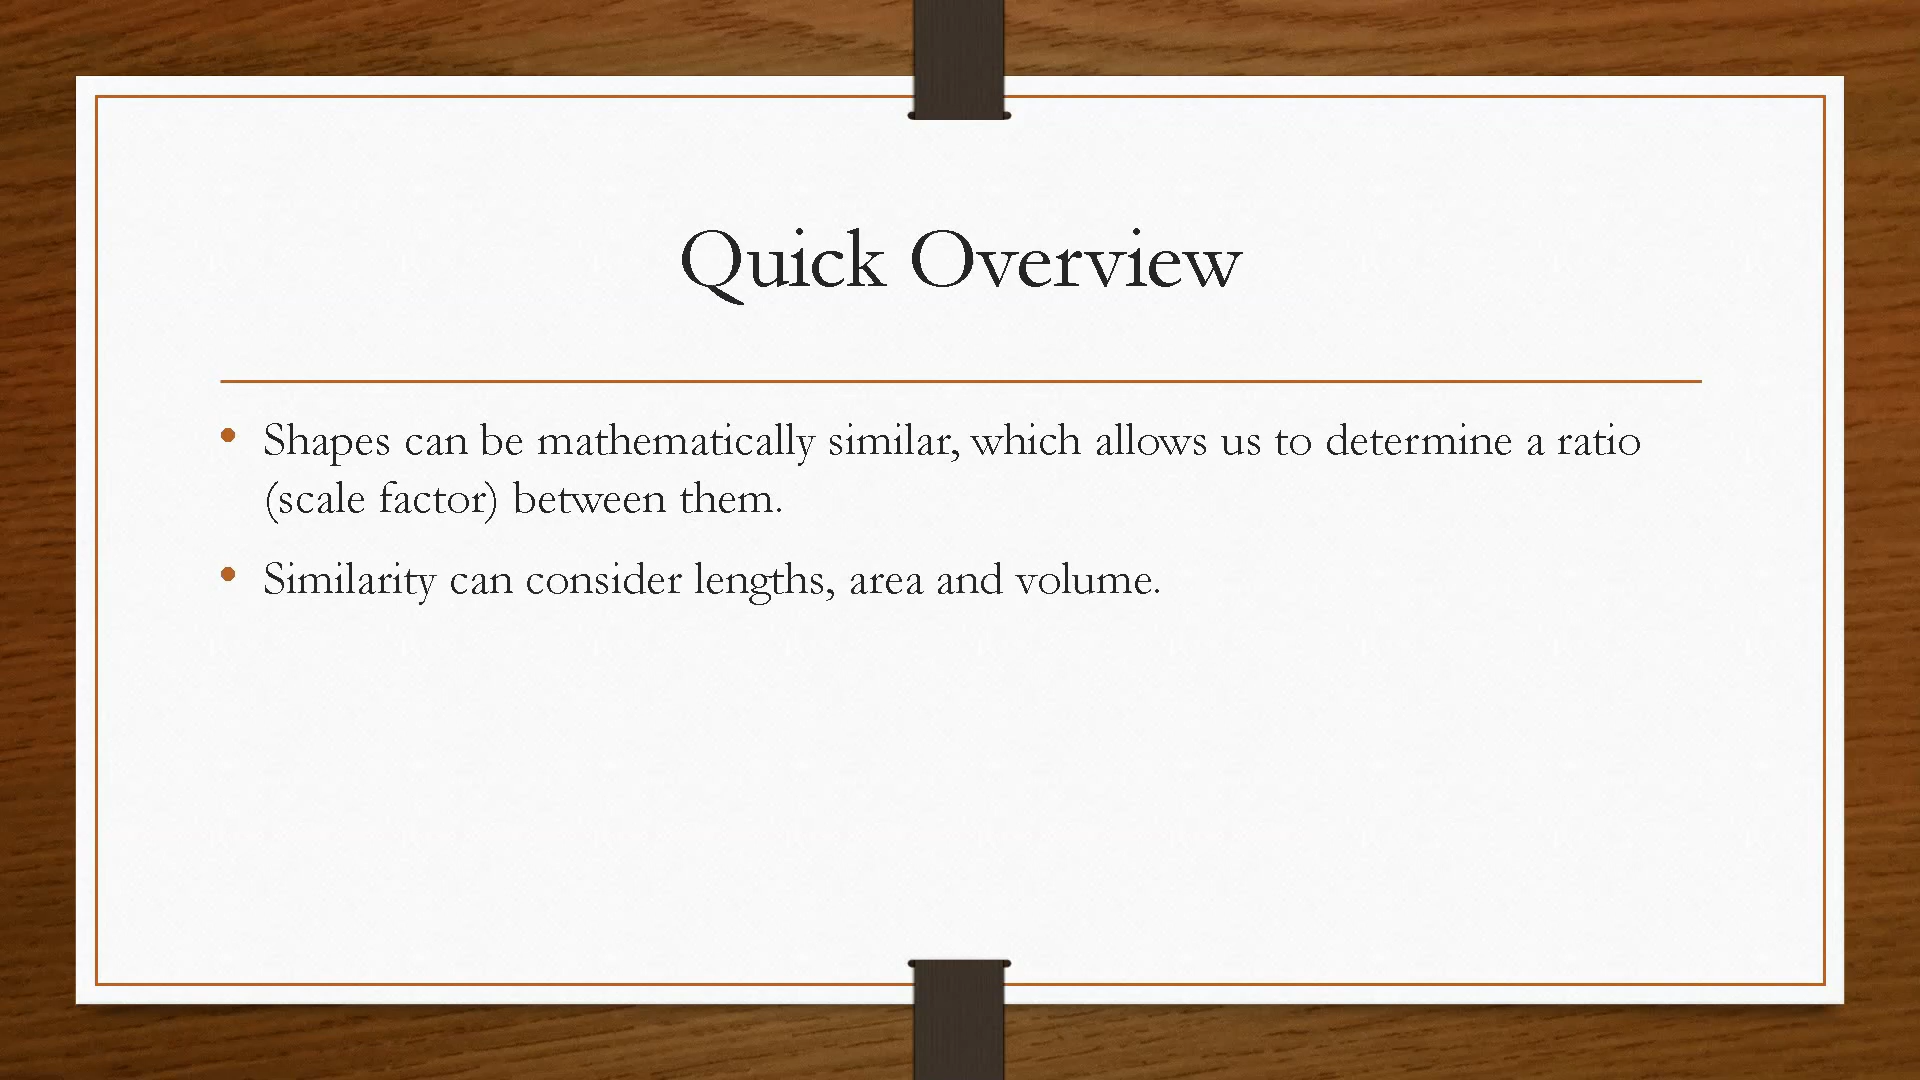 Quick Overview
• Shapes can be mathematically similar, which allows us to determine a ratio
(scale factor) between them.
• Similarity can consider lengths, area and volume.